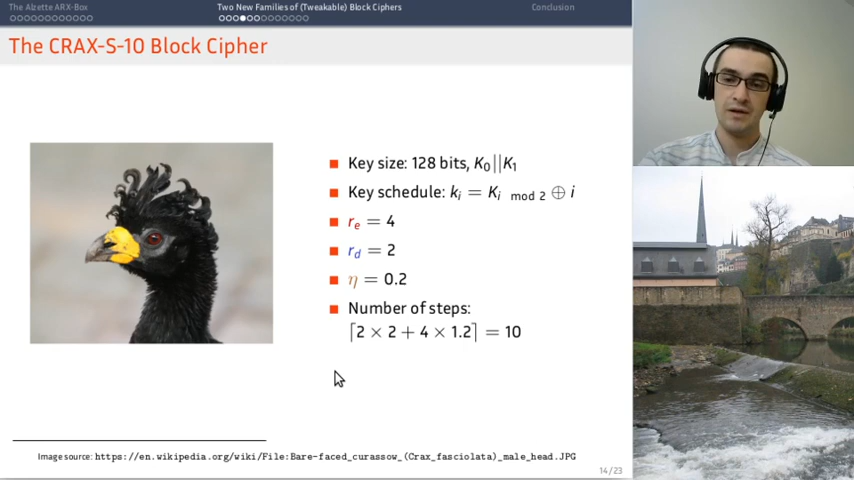 The Alzette ARX-Box
Two New Families of (Tweakable) Block Ciphers
Conclusion
The CRAX-S-10 Block Cipher
Key size: 128 bits, K₀||K₁
Key schedule: kᵢ = Kᵢ mod 2 ⊕ i
rₑ = 4
r_d = 2
η = 0.2
Number of steps:
⌈2 × 2 + 4 × 1.2⌉ = 10
Image source: https://en.wikipedia.org/wiki/File:Bare-faced_curassow_(Crax_fasciolata)_male_head.JPG
14/23